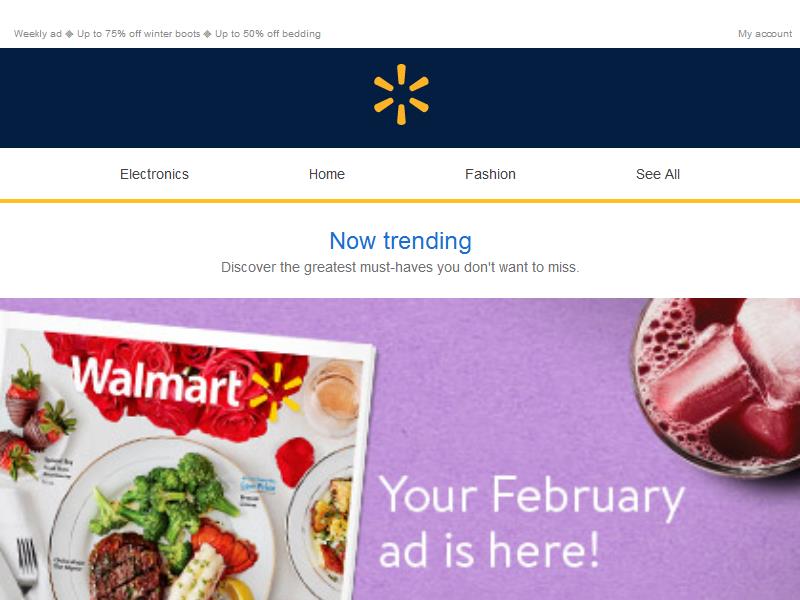 Weekly ad ◆ Up to 75% off winter boots ◆ Up to 50% off bedding
My account
Electronics
Home
Fashion
See All
Now trending
Discover the greatest must-haves you don't want to miss.
Walmart
Your February
ad is here!